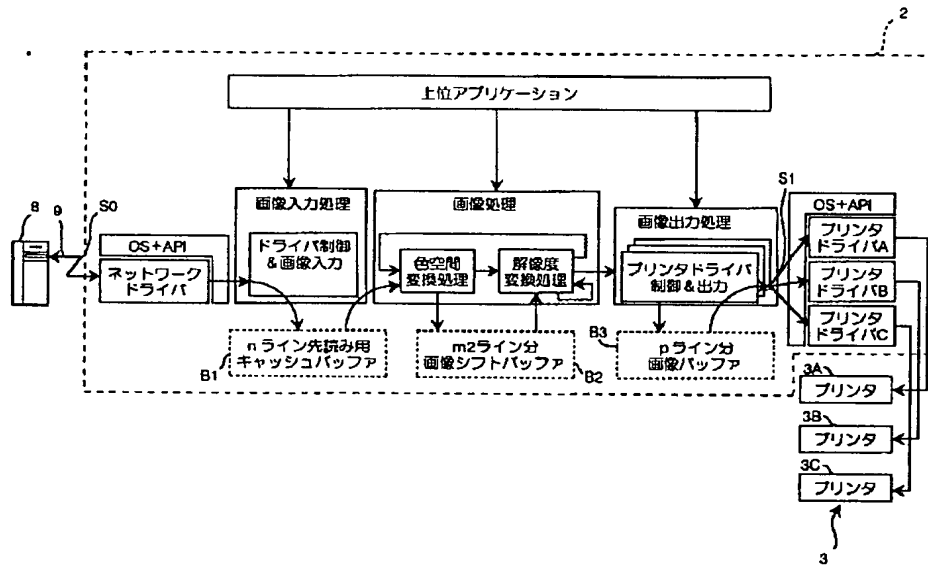 2
上位アプリケーション
8
9
S0
OS+API
ネットワーク
ドライバ
画像入力処理
ドライバ制御
&画像入力
画像処理
色空間
変換処理
解像度
変換処理
画像出力処理
プリンタドライバ
制御&出力
S1
OS+API
プリンタ
ドライバA
プリンタ
ドライバB
プリンタ
ドライバC
B1
nライン先読み用
キャッシュバッファ
m2ライン分
画像シフトバッファ
B2
B3
pライン分
画像バッファ
3A
プリンタ
3B
プリンタ
3C
プリンタ
3